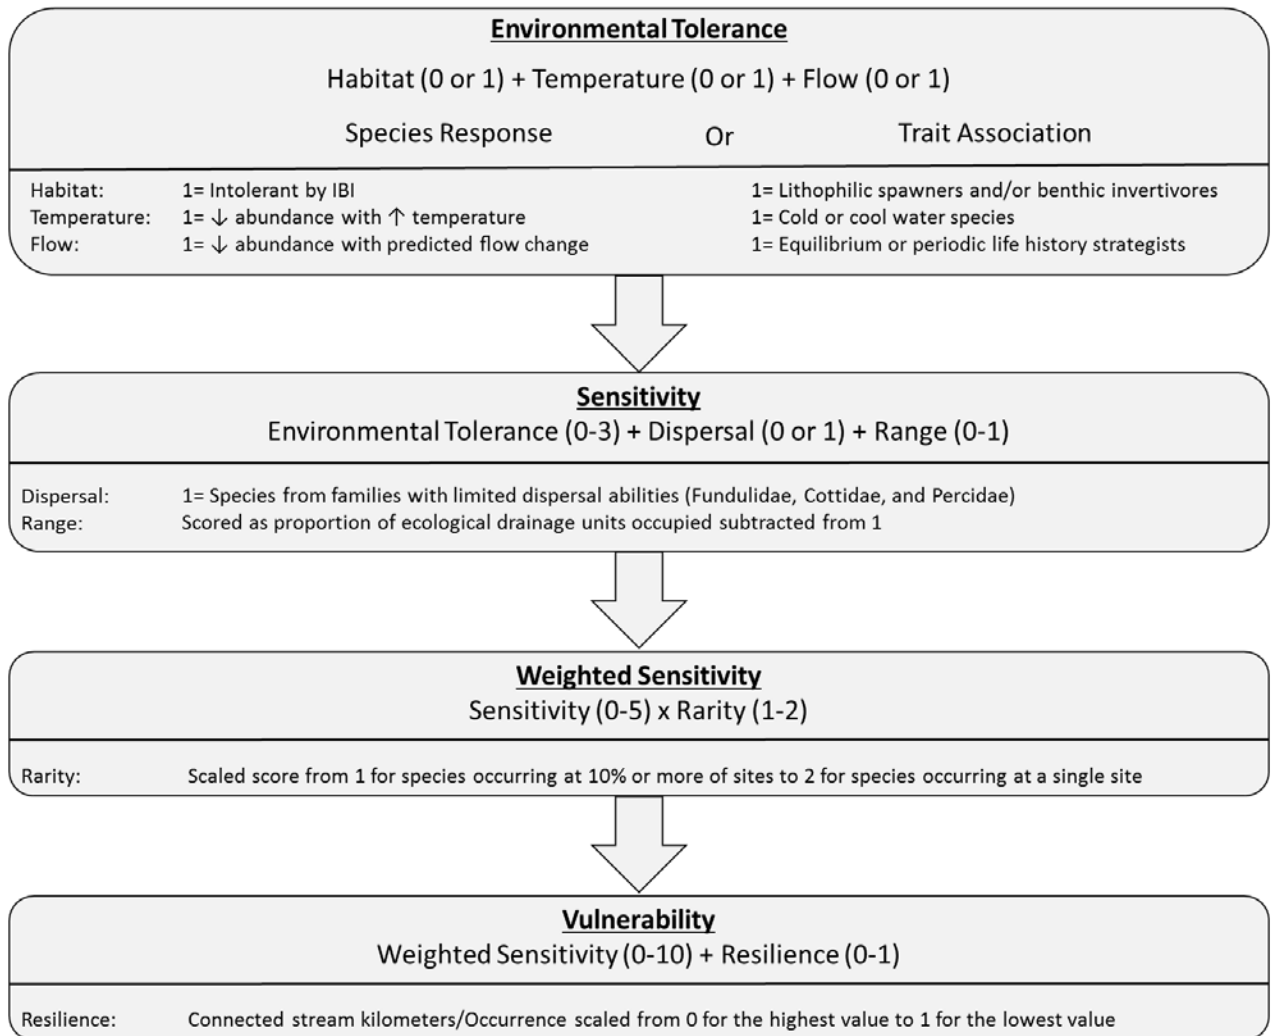 Environmental Tolerance
Habitat (0 or 1) + Temperature (0 or 1) + Flow (0 or 1)
Species Response Or Trait Association
Habitat: 1= Intolerant by IBI 1= Lithophilic spawners and/or benthic invertivores
Temperature: 1= ↓ abundance with ↑ temperature 1= Cold or cool water species
Flow: 1= ↓ abundance with predicted flow change 1= Equilibrium or periodic life history strategists
Sensitivity
Environmental Tolerance (0-3) + Dispersal (0 or 1) + Range (0-1)
Dispersal: 1= Species from families with limited dispersal abilities (Fundulidae, Cottidae, and Percidae)
Range: Scored as proportion of ecological drainage units occupied subtracted from 1
Weighted Sensitivity
Sensitivity (0-5) x Rarity (1-2)
Rarity: Scaled score from 1 for species occurring at 10% or more of sites to 2 for species occurring at a single site
Vulnerability
Weighted Sensitivity (0-10) + Resilience (0-1)
Resilience: Connected stream kilometers/Occurrence scaled from 0 for the highest value to 1 for the lowest value